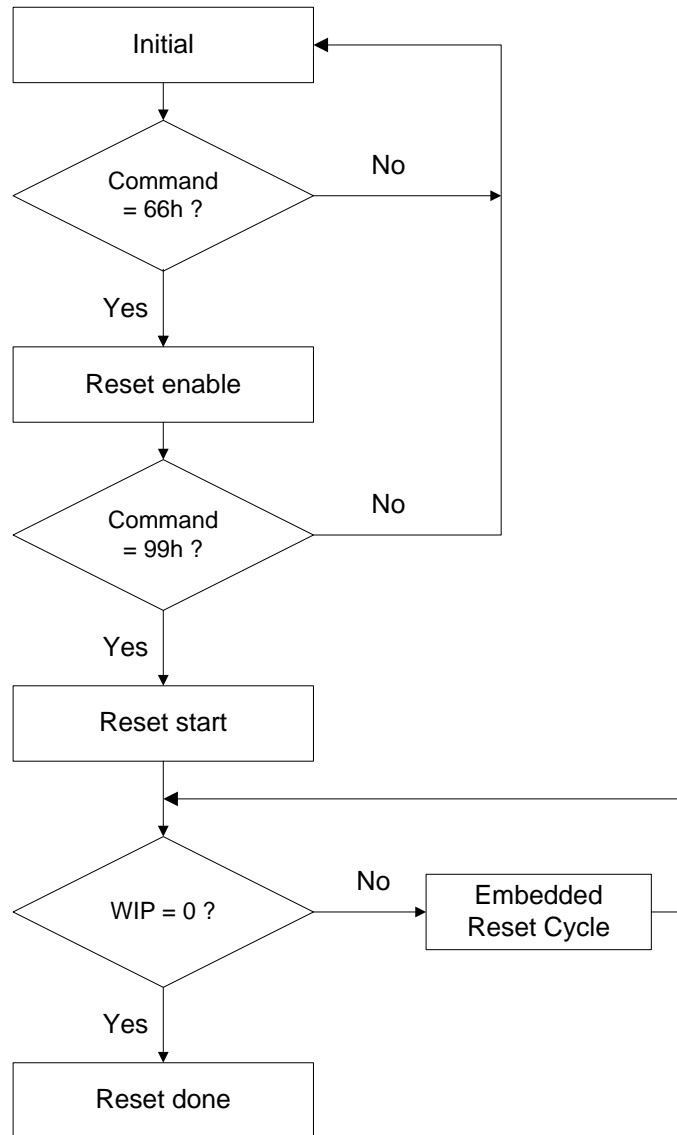 Initial
Command
= 66h ?
No
Yes
Reset enable
Command
= 99h ?
No
Yes
Reset start
WIP = 0 ?
No
Embedded
Reset Cycle
Yes
Reset done